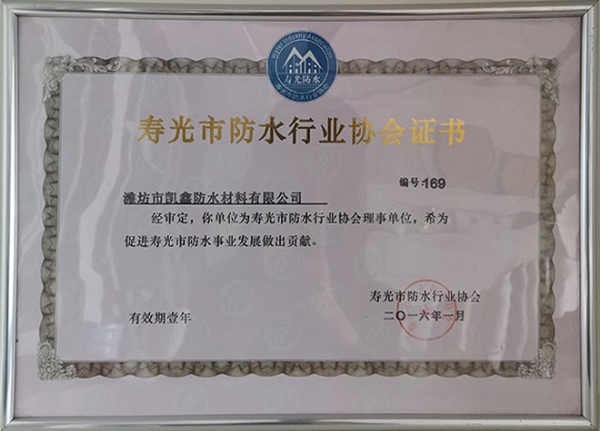 寿光防水
寿光市防水行业协会证书
编号:169
潍坊市凯鑫防水材料有限公司
经审定，你单位为寿光市防水行业协会理事单位，希为
促进寿光市防水事业发展做出贡献。
寿光市防水行业协会
二〇一六年一月
有效期壹年